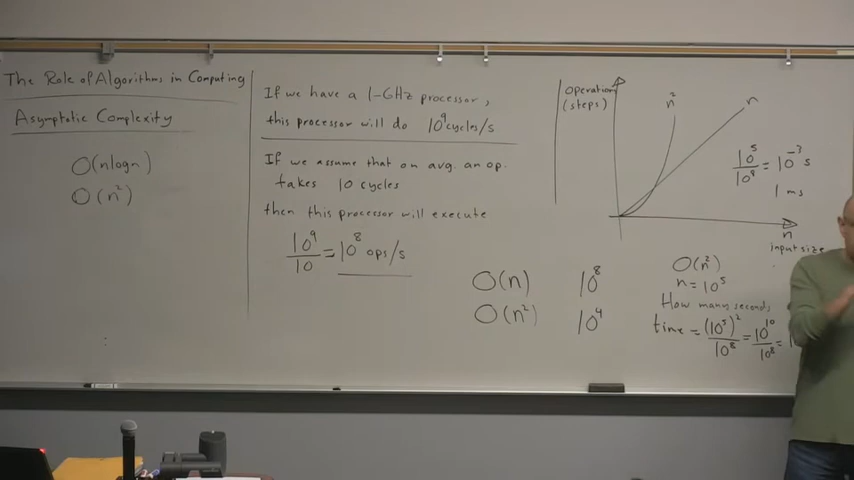 The Role of Algorithms in Computing
Asymptotic Complexity
O(nlogn)
O(n²)
If we have a 1-GHz processor,
this processor will do 10⁹ cycles/s
If we assume that on avg. an op.
takes 10 cycles
then this processor will execute
10⁹/10 = 10⁸ ops/s
O(n) 10⁸
O(n²) 10⁴
Operation
(steps)
n²
n
10⁵/10⁸ = 10⁻³ s
1 ms
n
input size
O(n²)
n = 10⁵
How many seconds
time = (10⁵)²/10⁸ = 10¹⁰/10⁸ =